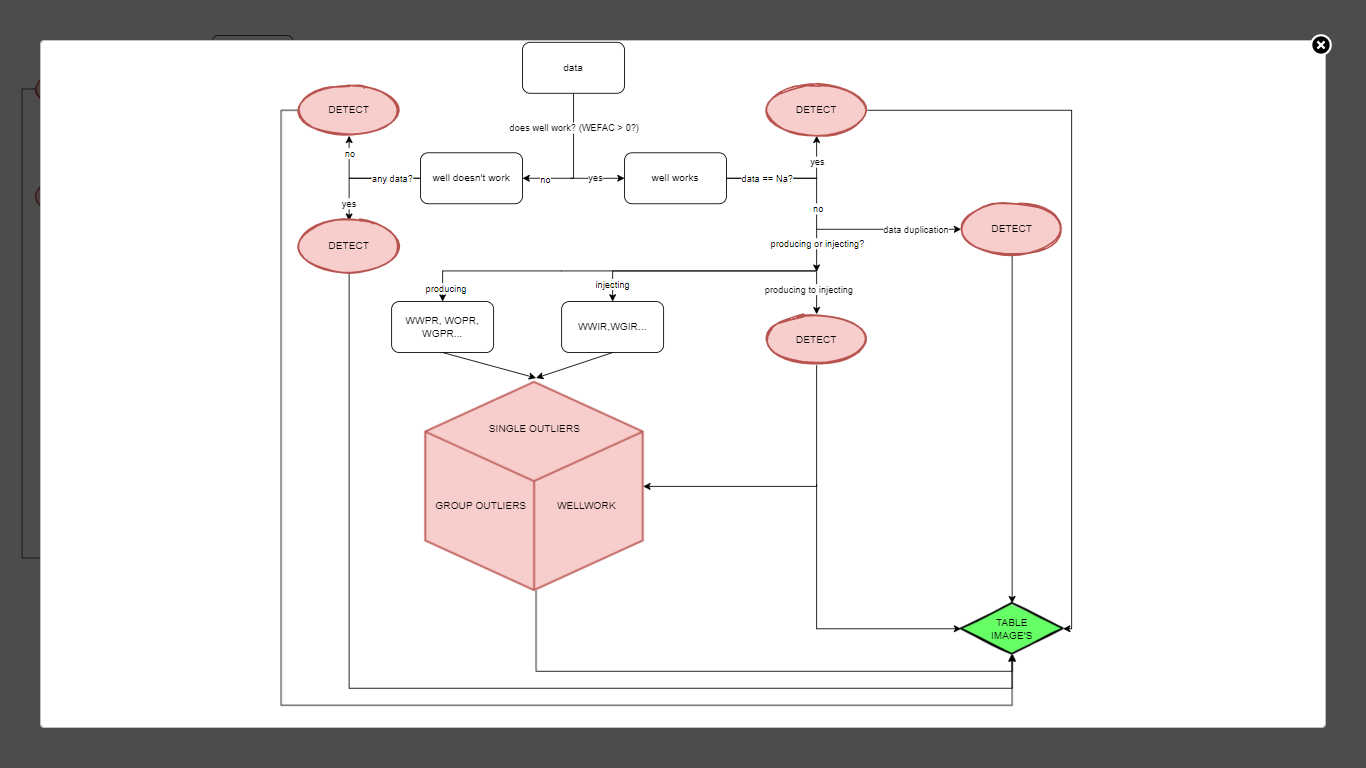 data
DETECT
DETECT
does well work? (WEFAC > 0?)
no
yes
any data?
well doesn't work
no
yes
well works
data == Na?
yes
no
DETECT
data duplication
DETECT
producing or injecting?
producing
injecting
producing to injecting
WWPR, WOPR,
WGPR...
WWIR,WGIR...
DETECT
SINGLE OUTLIERS
GROUP OUTLIERS
WELLWORK
TABLE
IMAGE'S